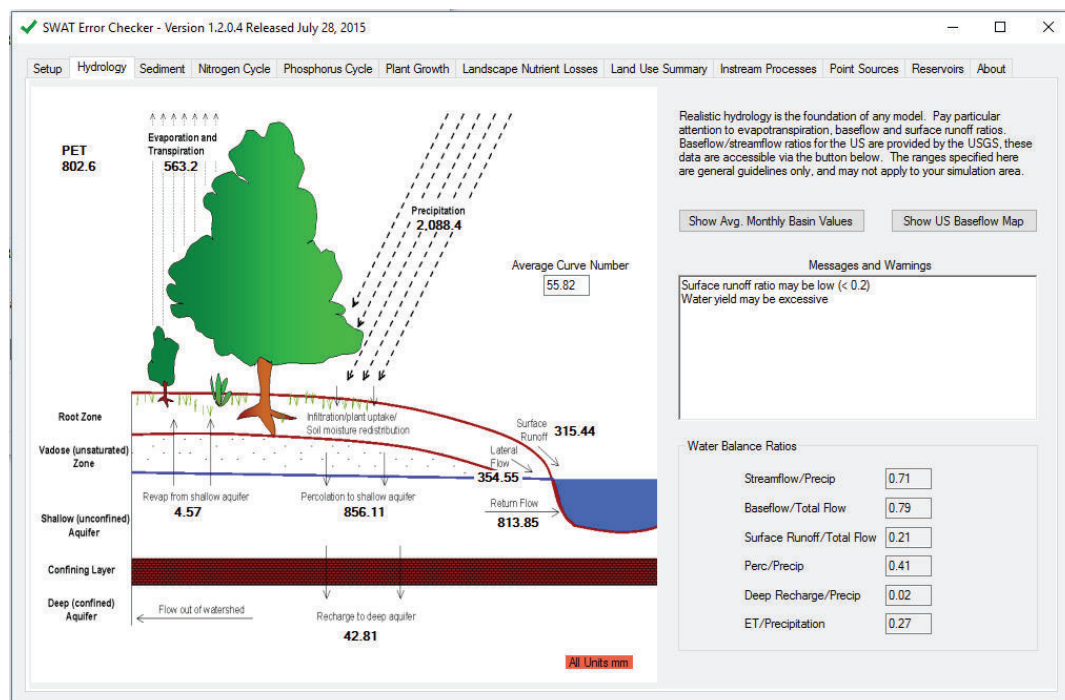 SWAT Error Checker - Version 1.2.0.4 Released July 28, 2015
Setup Hydrology Sediment Nitrogen Cycle Phosphorus Cycle Plant Growth Landscape Nutrient Losses Land Use Summary Instream Processes Point Sources Reservoirs About
PET
802.6
Evaporation and
Transpiration
563.2
Precipitation
2,088.4
Average Curve Number
55.82
Root Zone
Infiltration/plant uptake/
Soil moisture redistribution
Surface
Runoff
315.44
Vadose (unsaturated)
Zone
Lateral
Flow
354.55
Revap from shallow aquifer
4.57
Percolation to shallow aquifer
856.11
Return Flow
813.85
Shallow (unconfined)
Aquifer
Confining Layer
Deep (confined)
Aquifer
Flow out of watershed
Recharge to deep aquifer
42.81
All Units mm
Realistic hydrology is the foundation of any model. Pay particular
attention to evapotranspiration, baseflow and surface runoff ratios.
Baseflow/streamflow ratios for the US are provided by the USGS, these
data are accessible via the button below. The ranges specified here
are general guidelines only, and may not apply to your simulation area.
Show Avg. Monthly Basin Values
Show US Baseflow Map
Messages and Warnings
Surface runoff ratio may be low (< 0.2)
Water yield may be excessive
Water Balance Ratios
Streamflow/Precip 0.71
Baseflow/Total Flow 0.79
Surface Runoff/Total Flow 0.21
Perc/Precip 0.41
Deep Recharge/Precip 0.02
ET/Precipitation 0.27